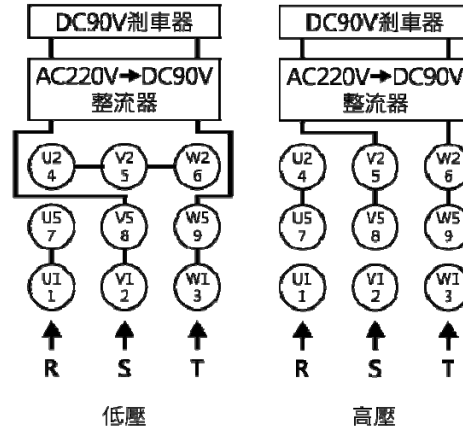 DC90V剎車器
AC220V→DC90V
整流器
U2 4
V2 5
W2 6
U5 7
V5 8
W5 9
U1 1
V1 2
W1 3
R S T
低壓
DC90V剎車器
AC220V→DC90V
整流器
U2 4
V2 5
W2 6
U5 7
V5 8
W5 9
U1 1
V1 2
W1 3
R S T
高壓